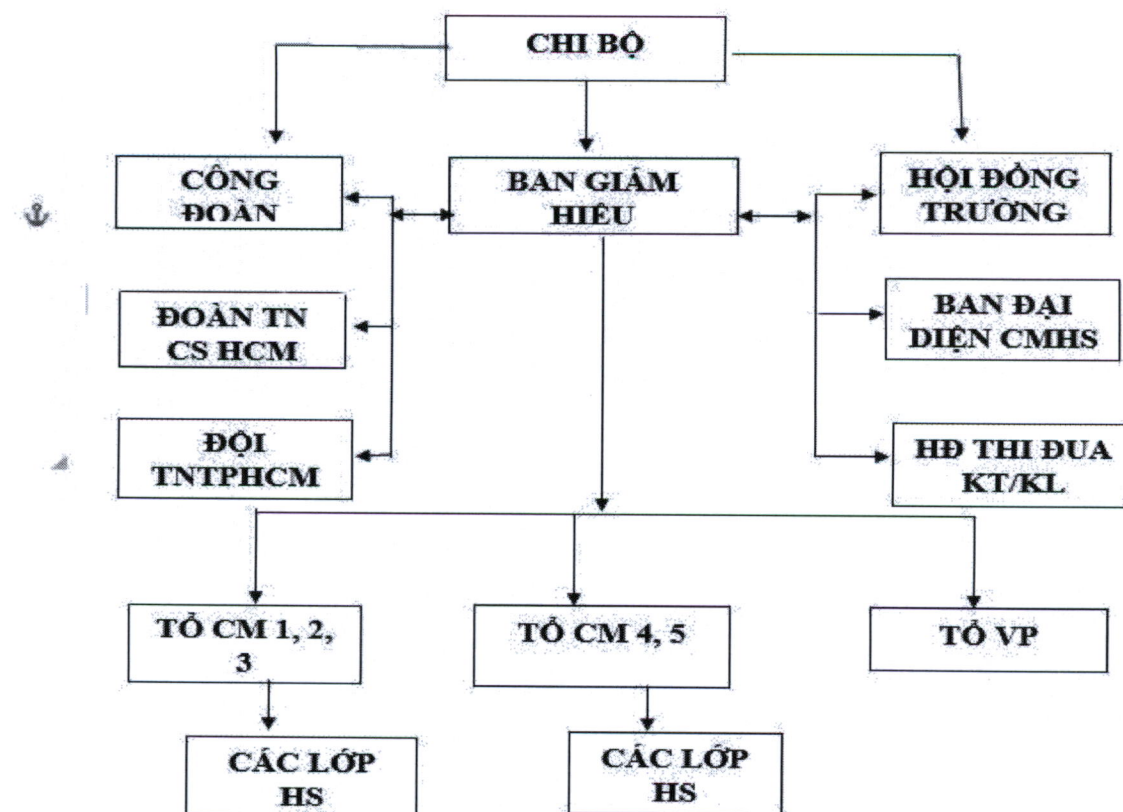 CHI BỘ
CÔNG
ĐOÀN
BAN GIÁM
HIỆU
HỘI ĐỒNG
TRƯỜNG
ĐOÀN TN
CS HCM
BAN ĐẠI
DIỆN CMHS
ĐỘI
TNTPHCM
HĐ THI ĐUA
KT/KL
TỔ CM 1, 2,
3
TỔ CM 4, 5
TỔ VP
CÁC LỚP
HS
CÁC LỚP
HS